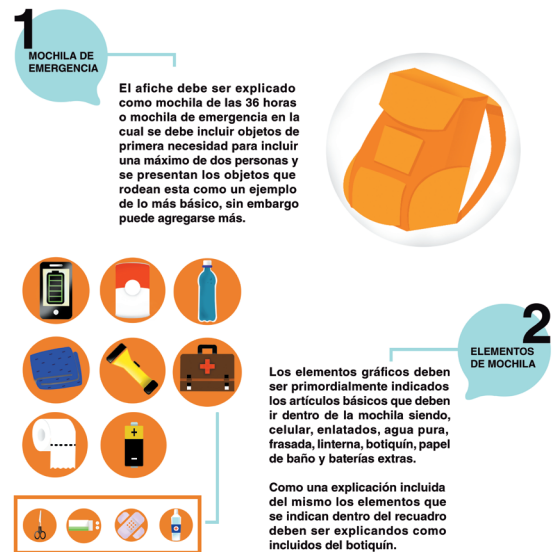 1
MOCHILA DE
EMERGENCIA
El afiche debe ser explicado
como mochila de las 36 horas
o mochila de emergencia en la
cual se debe incluir objetos de
primera necesidad para incluir
una máximo de dos personas y
se presentan los objetos que
rodean esta como un ejemplo
de lo más básico, sin embargo
puede agregarse más.
2
ELEMENTOS
DE MOCHILA
Los elementos gráficos deben
ser primordialmente indicados
los artículos básicos que deben
ir dentro de la mochila siendo,
celular, enlatados, agua pura,
frasada, linterna, botiquín, papel
de baño y baterías extras.
Como una explicación incluida
del mismo los elementos que
se indican dentro del recuadro
deben ser explicandos como
incluidos del botiquín.